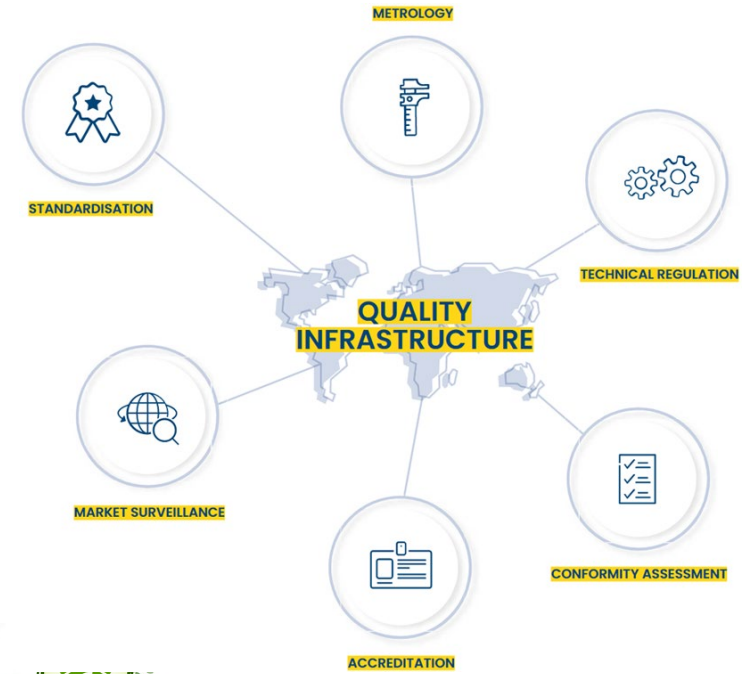 METROLOGY
STANDARDISATION
TECHNICAL REGULATION
QUALITY
INFRASTRUCTURE
MARKET SURVEILLANCE
CONFORMITY ASSESSMENT
ACCREDITATION